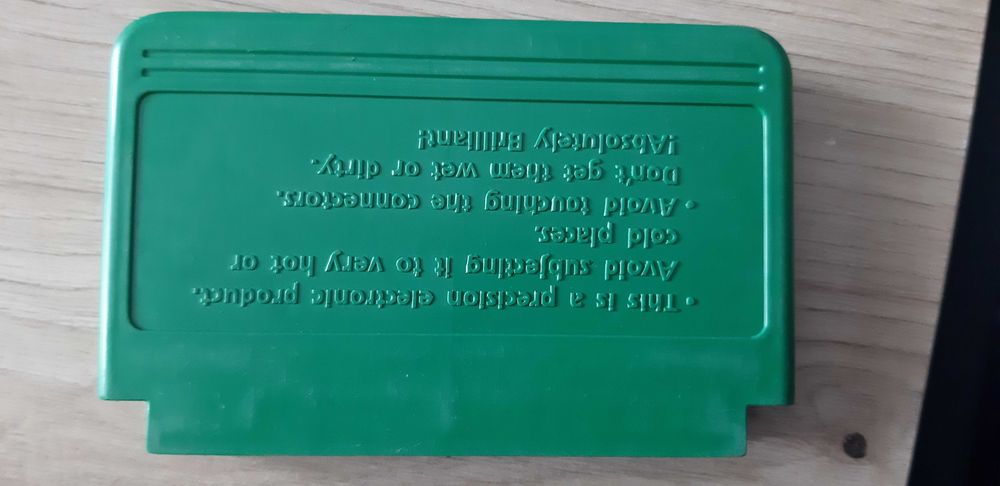 • This is a precision electronic product.
Avoid subjecting it to very hot or
cold places.
• Avoid touching the connectors.
Don't get them wet or dirty.
!Absolutely Brilliant!